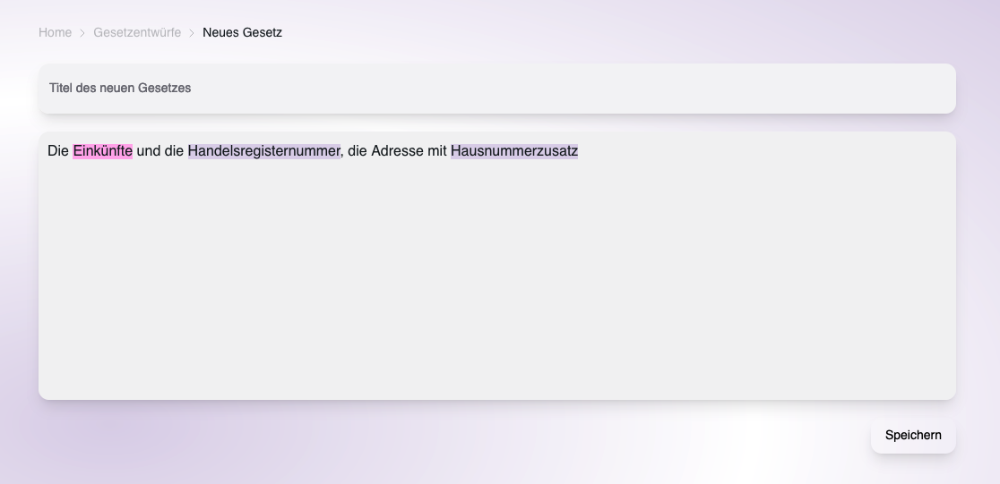 Home > Gesetzentwürfe > Neues Gesetz
Titel des neuen Gesetzes
Die Einkünfte und die Handelsregisternummer, die Adresse mit Hausnummerzusatz
Speichern